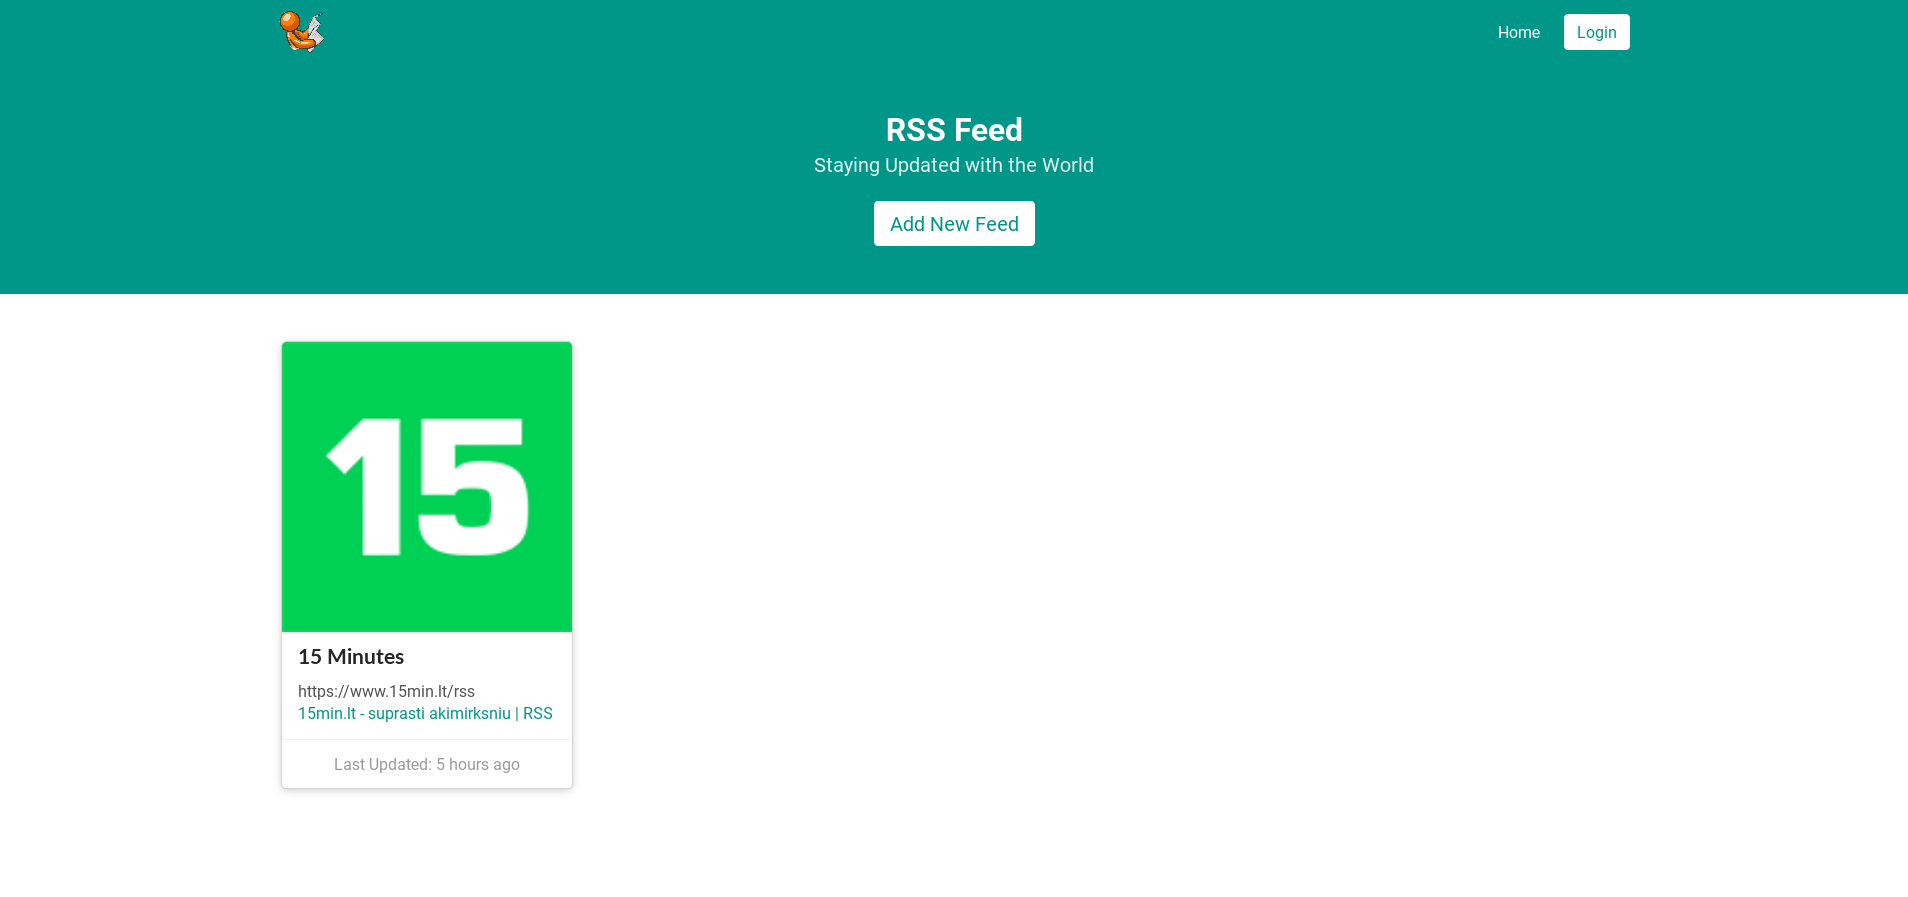 Home
Login
RSS Feed
Staying Updated with the World
Add New Feed
15
15 Minutes
https://www.15min.lt/rss
15min.lt - suprasti akimirksniu | RSS
Last Updated: 5 hours ago